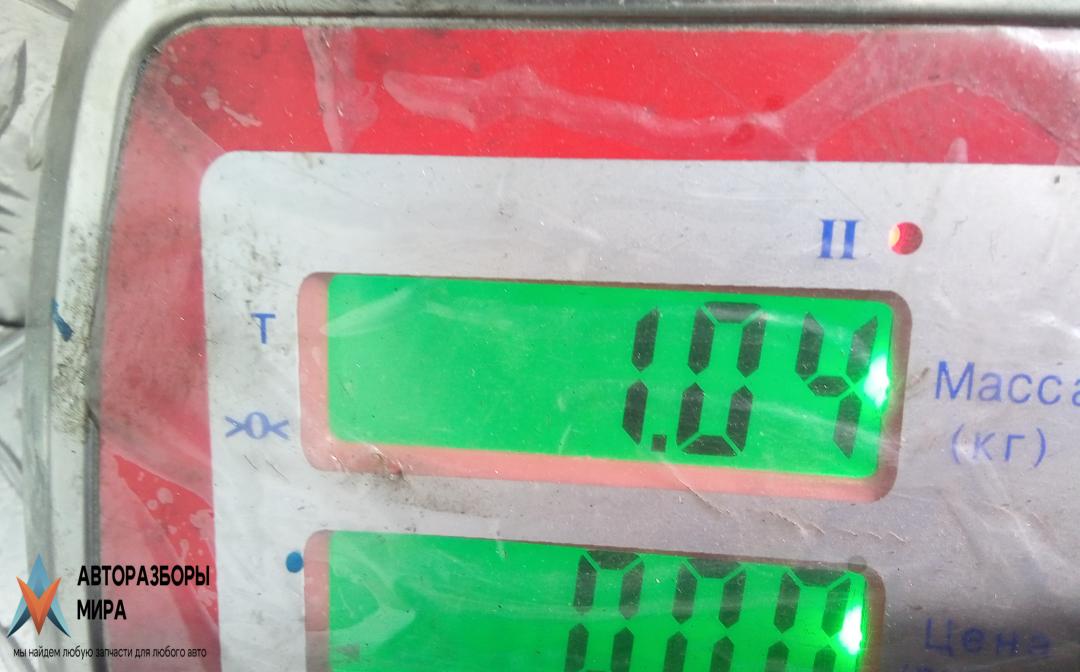 II
T
1.04
Масса
(кг)
>0<
Цена
АВТОРАЗБОРЫ
МИРА
мы найдем любую запчасти для любого авто